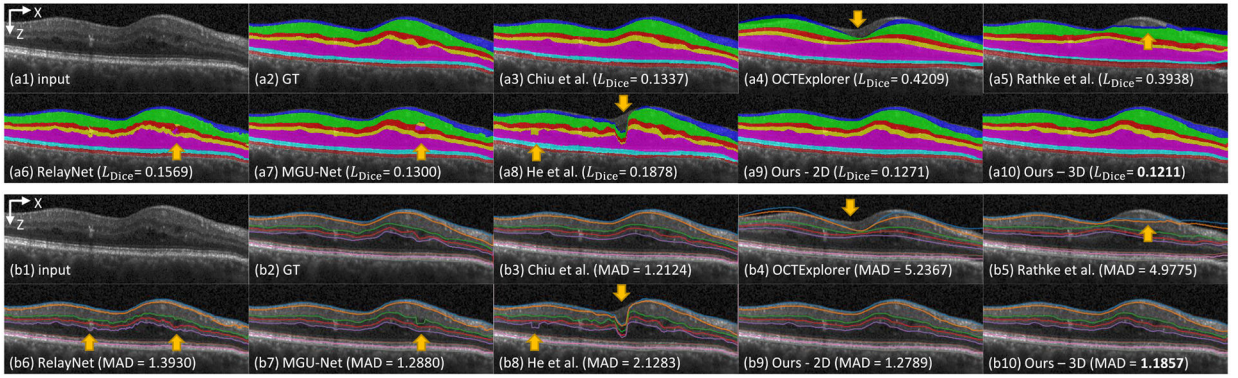 X
Z
(a1) input
(a2) GT
(a3) Chiu et al. (L_Dice= 0.1337)
(a4) OCTExplorer (L_Dice= 0.4209)
(a5) Rathke et al. (L_Dice= 0.3938)
(a6) RelayNet (L_Dice= 0.1569)
(a7) MGU-Net (L_Dice= 0.1300)
(a8) He et al. (L_Dice= 0.1878)
(a9) Ours - 2D (L_Dice= 0.1271)
(a10) Ours – 3D (L_Dice= 0.1211)
X
Z
(b1) input
(b2) GT
(b3) Chiu et al. (MAD = 1.2124)
(b4) OCTExplorer (MAD = 5.2367)
(b5) Rathke et al. (MAD = 4.9775)
(b6) RelayNet (MAD = 1.3930)
(b7) MGU-Net (MAD = 1.2880)
(b8) He et al. (MAD = 2.1283)
(b9) Ours - 2D (MAD = 1.2789)
(b10) Ours – 3D (MAD = 1.1857)